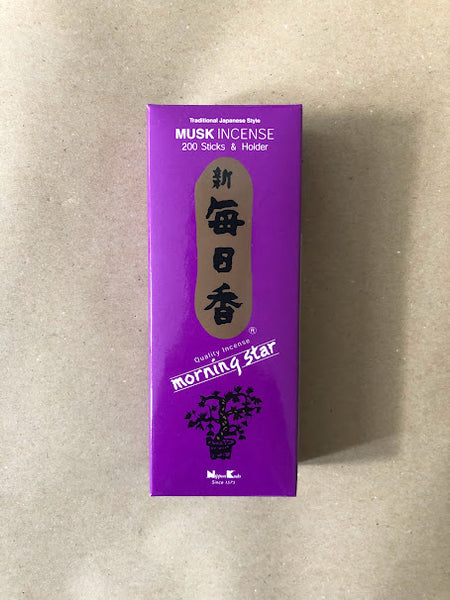 Traditional Japanese Style
MUSK INCENSE
200 Sticks & Holder
新
毎
日
香
®
Quality Incense
morning star
Nippon Kodo
Since 1575